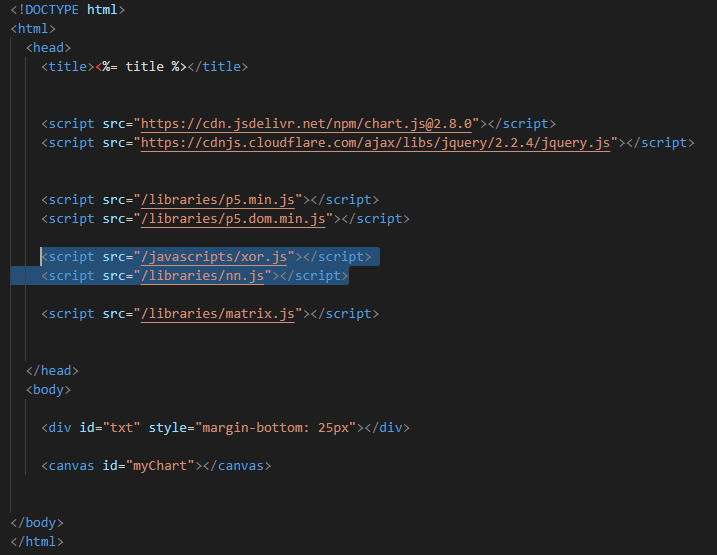 <!DOCTYPE html>
<html>
<head>
<title><%= title %></title>
<script src="https://cdn.jsdelivr.net/npm/chart.js@2.8.0"></script>
<script src="https://cdnjs.cloudflare.com/ajax/libs/jquery/2.2.4/jquery.js"></script>
<script src="/libraries/p5.min.js"></script>
<script src="/libraries/p5.dom.min.js"></script>
<script src="/javascripts/xor.js"></script>
<script src="/libraries/nn.js"></script>
<script src="/libraries/matrix.js"></script>
</head>
<body>
<div id="txt" style="margin-bottom: 25px"></div>
<canvas id="myChart"></canvas>
</body>
</html>